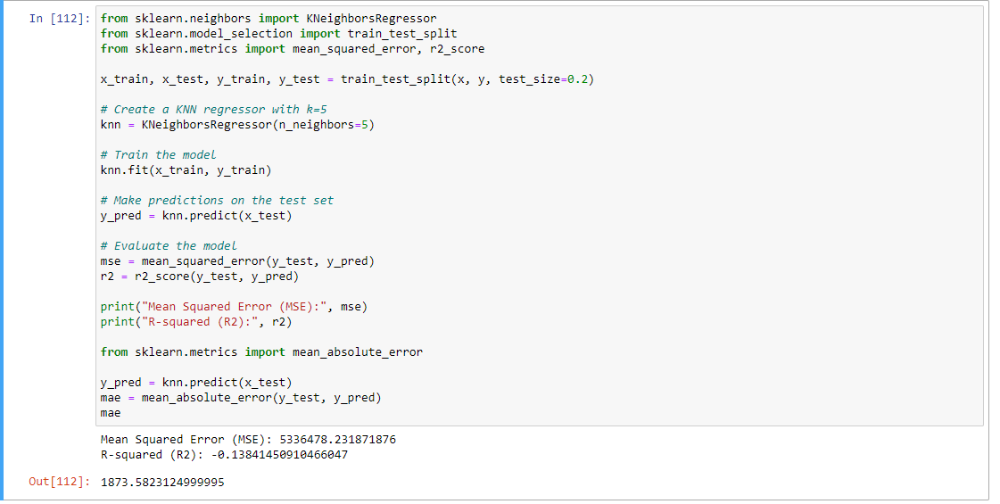 In [112]: from sklearn.neighbors import KNeighborsRegressor
from sklearn.model_selection import train_test_split
from sklearn.metrics import mean_squared_error, r2_score
x_train, x_test, y_train, y_test = train_test_split(x, y, test_size=0.2)
# Create a KNN regressor with k=5
knn = KNeighborsRegressor(n_neighbors=5)
# Train the model
knn.fit(x_train, y_train)
# Make predictions on the test set
y_pred = knn.predict(x_test)
# Evaluate the model
mse = mean_squared_error(y_test, y_pred)
r2 = r2_score(y_test, y_pred)
print("Mean Squared Error (MSE):", mse)
print("R-squared (R2):", r2)
from sklearn.metrics import mean_absolute_error
y_pred = knn.predict(x_test)
mae = mean_absolute_error(y_test, y_pred)
mae
Mean Squared Error (MSE): 5336478.231871876
R-squared (R2): -0.13841450910466047
Out[112]: 1873.5823124999995